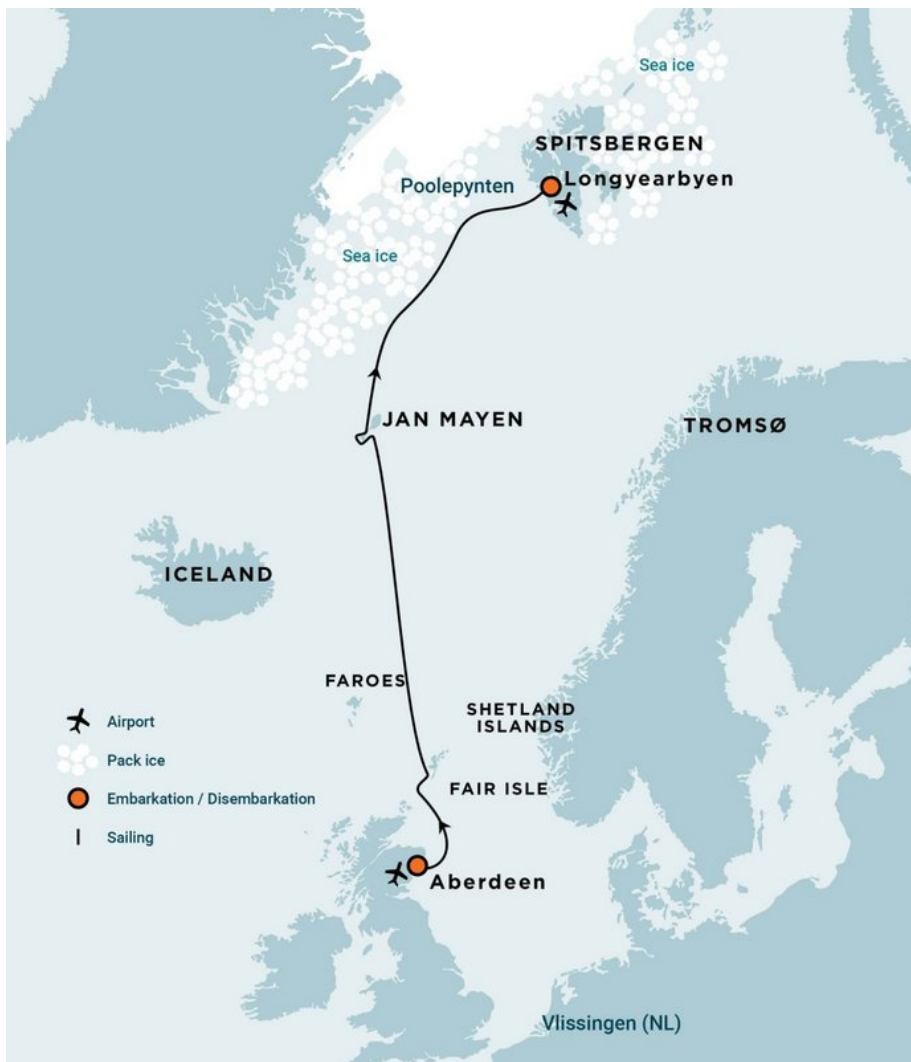 Sea ice
SPITSBERGEN
Longyearbyen
Poolepynten
Sea ice
JAN MAYEN
TROMSØ
ICELAND
FAROES
SHETLAND
ISLANDS
Airport
Pack ice
FAIR ISLE
Embarkation / Disembarkation
Sailing
Aberdeen
Vlissingen (NL)